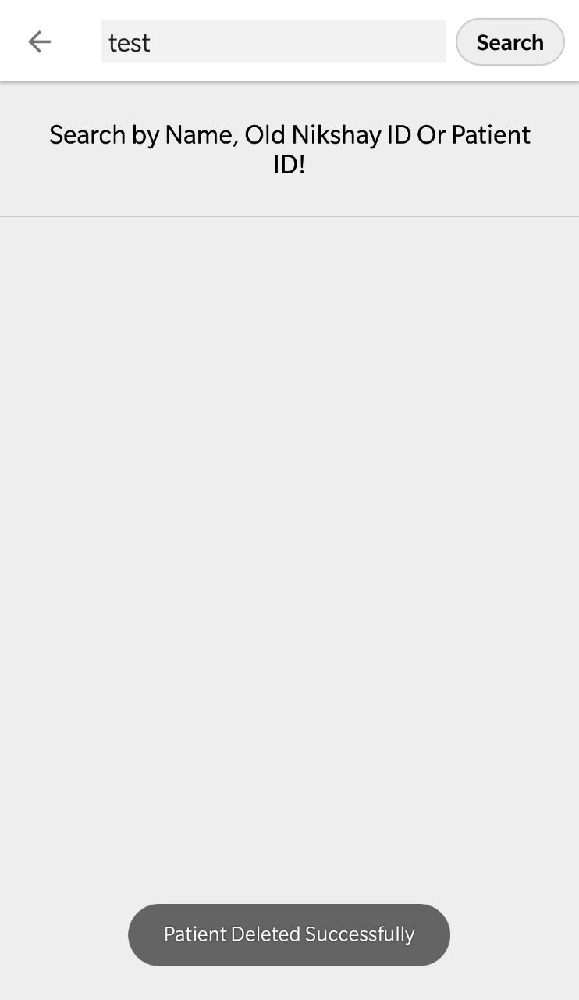 test
Search
Search by Name, Old Nikshay ID Or Patient
ID!
Patient Deleted Successfully